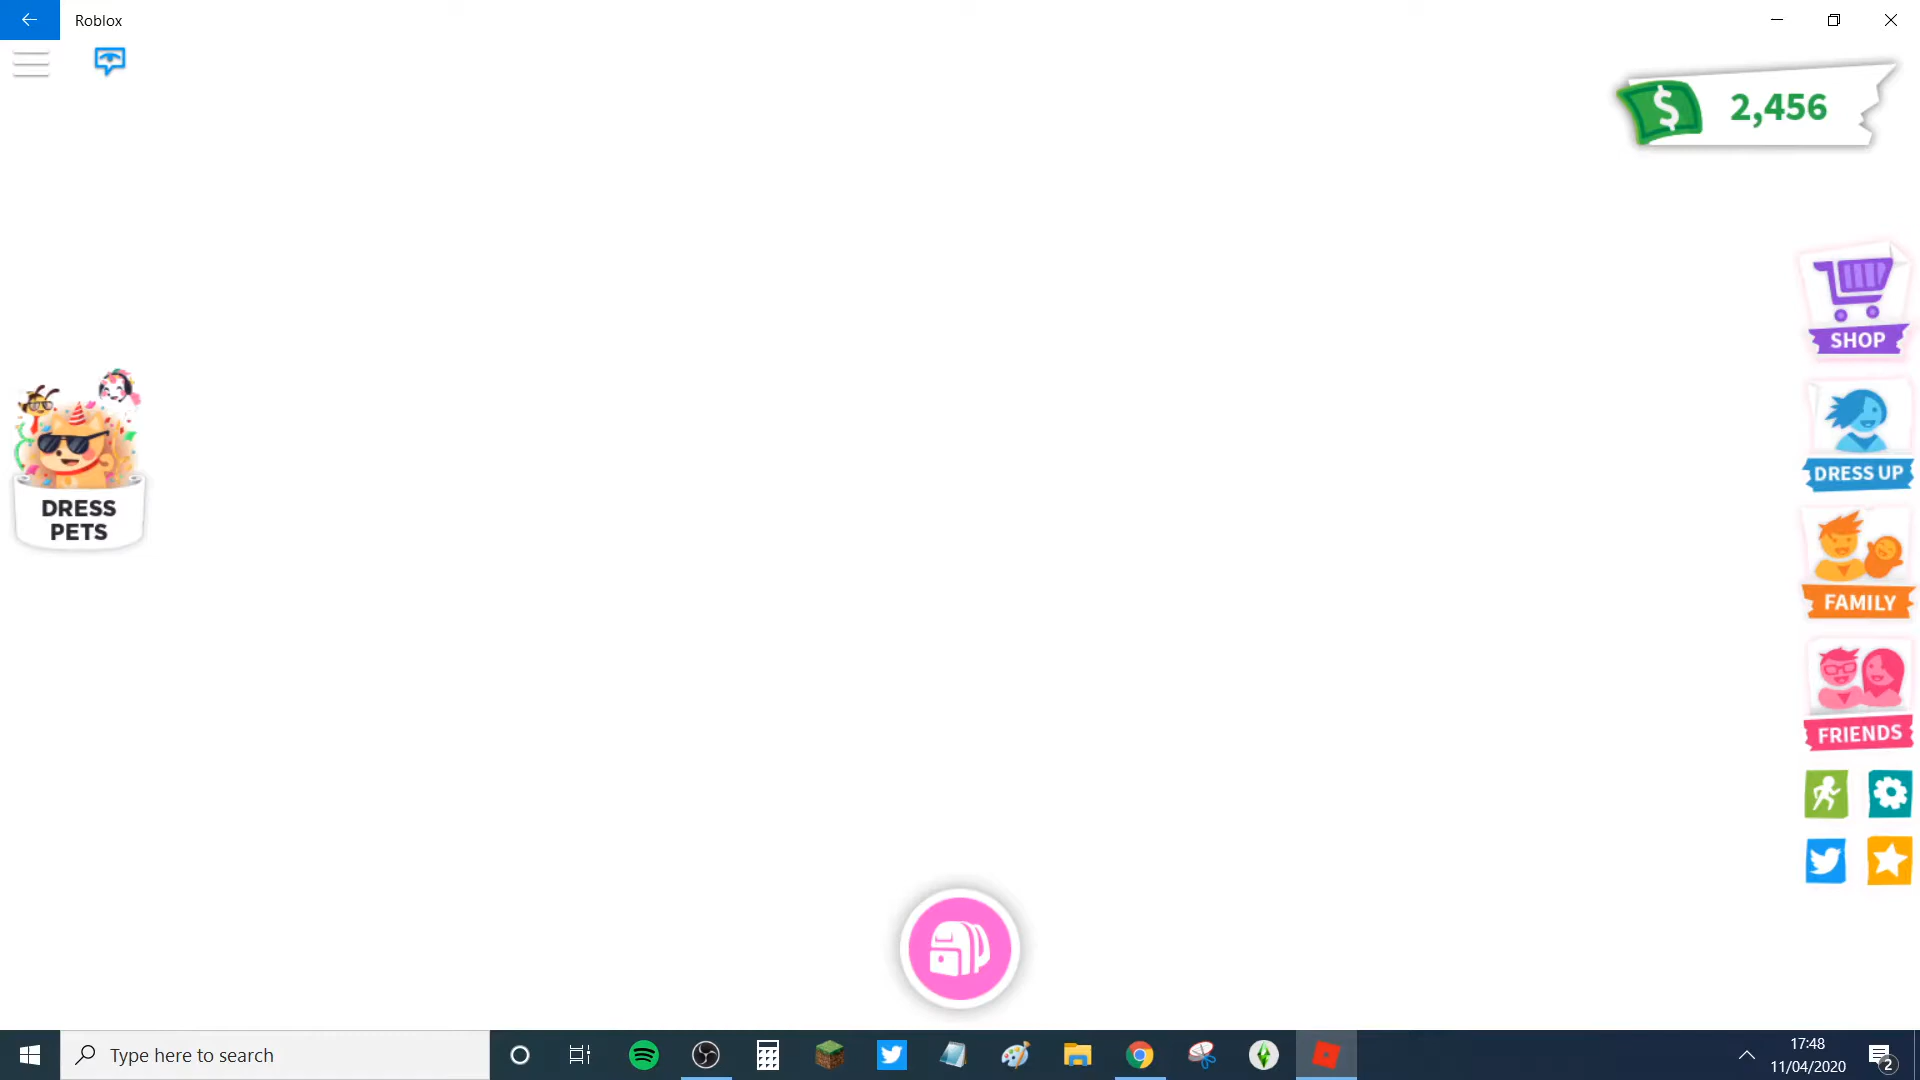 Roblox
2,456
SHOP
DRESS UP
FAMILY
FRIENDS
DRESS
PETS
Type here to search
17:48
11/04/2020
2